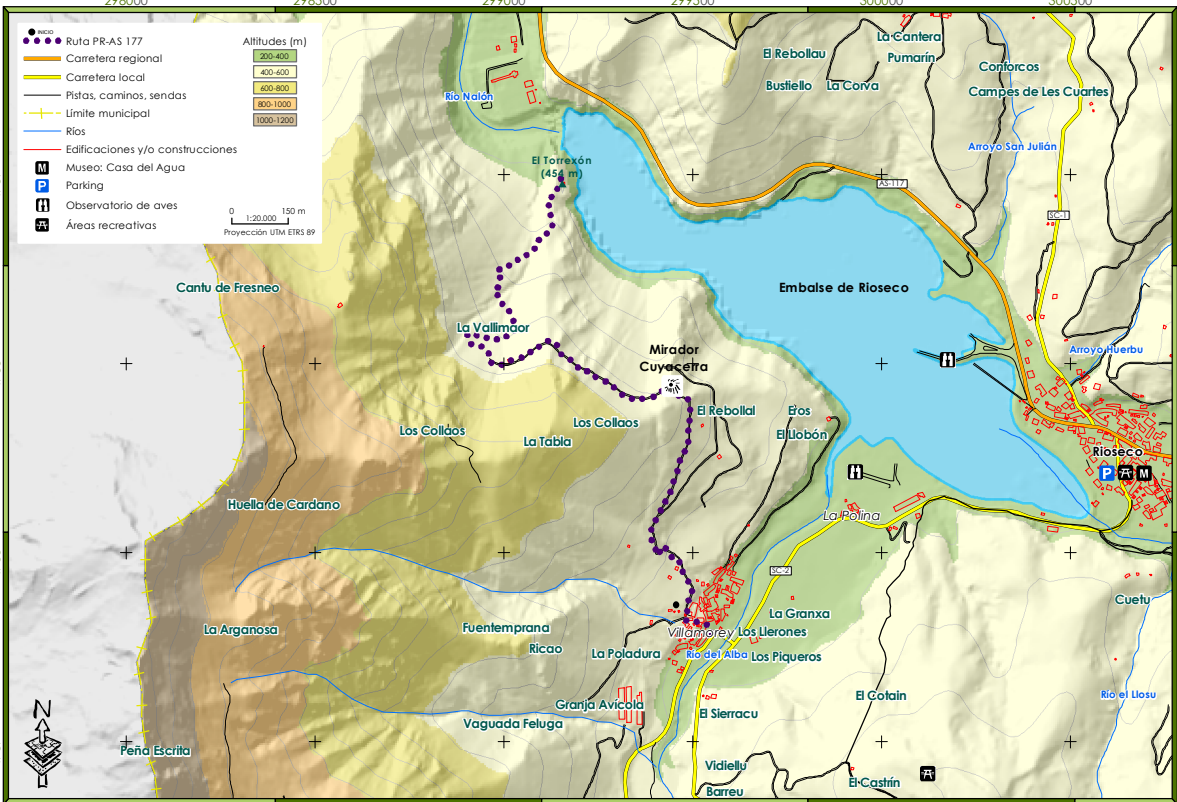 298000
298500
299000
299500
300000
300500
INICIO
Ruta PR-AS 177
Carretera regional
Carretera local
Pistas, caminos, sendas
Límite municipal
Ríos
Edificaciones y/o construcciones
M Museo: Casa del Agua
P Parking
Observatorio de aves
Áreas recreativas
Altitudes (m)
200-400
400-600
600-800
800-1000
1000-1200
0 150 m
1:20.000
Proyección UTM ETRS 89
Río Nalón
El Torrexón
(454 m)
El Rebollau
La Cantera
Pumarín
Bustiello
La Corva
Conforcos
Campes de Les Cuartes
Arroyo San Julián
AS-117
SC-1
Cantu de Fresneo
Embalse de Rioseco
La Vallimaor
Mirador
Cuyacerra
Arroyo Huerbu
El Rebollal
Eros
Los Collaos
Los Collaos
La Tabla
El Llobón
Rioseco
P M
Huella de Cardano
La Polina
SC-2
La Arganosa
Fuentemprana
Ricao
La Poladura
Villamorey
Los Llerones
La Granxa
Río del Alba
Los Piqueros
Cuetu
Granja Avícola
Vaguada Feluga
El Sierracu
El Cotain
Río el Llosu
N
Peña Escrita
Vidiellu
Barreu
El Castrín